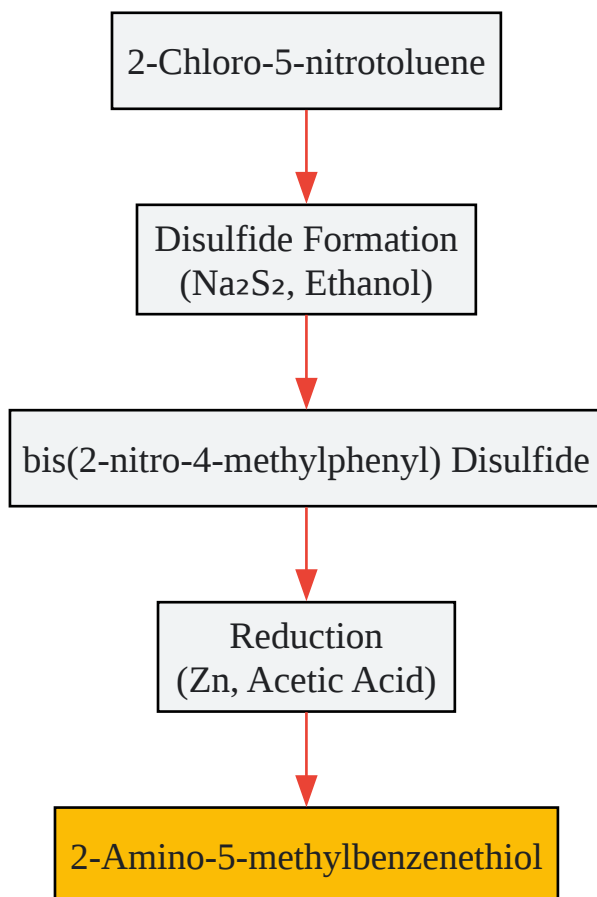 2-Chloro-5-nitrotoluene
Disulfide Formation
(Na₂S₂, Ethanol)
bis(2-nitro-4-methylphenyl) Disulfide
Reduction
(Zn, Acetic Acid)
2-Amino-5-methylbenzenethiol